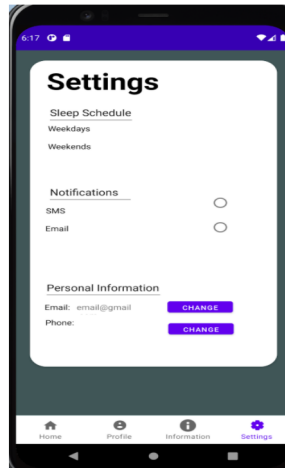 6:17
Settings
Sleep Schedule
Weekdays
Weekends
Notifications
SMS
Email
Personal Information
Email: email@gmail CHANGE
Phone: CHANGE
Home Profile Information Settings